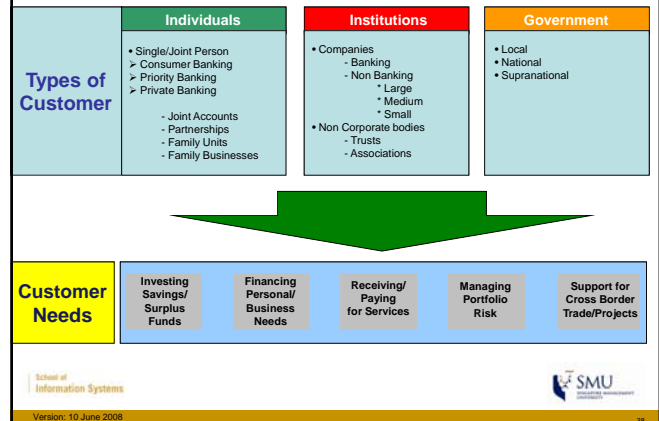 Individuals
Institutions
Government
Types of
Customer
• Single/Joint Person
➢ Consumer Banking
➢ Priority Banking
➢ Private Banking
- Joint Accounts
- Partnerships
- Family Units
- Family Businesses
• Companies
- Banking
- Non Banking
* Large
* Medium
* Small
• Non Corporate bodies
- Trusts
- Associations
• Local
• National
• Supranational
Customer
Needs
Investing
Savings/
Surplus
Funds
Financing
Personal/
Business
Needs
Receiving/
Paying
for Services
Managing
Portfolio
Risk
Support for
Cross Border
Trade/Projects
School of
Information Systems
SMU
SINGAPORE MANAGEMENT
UNIVERSITY
Version: 10 June 2008